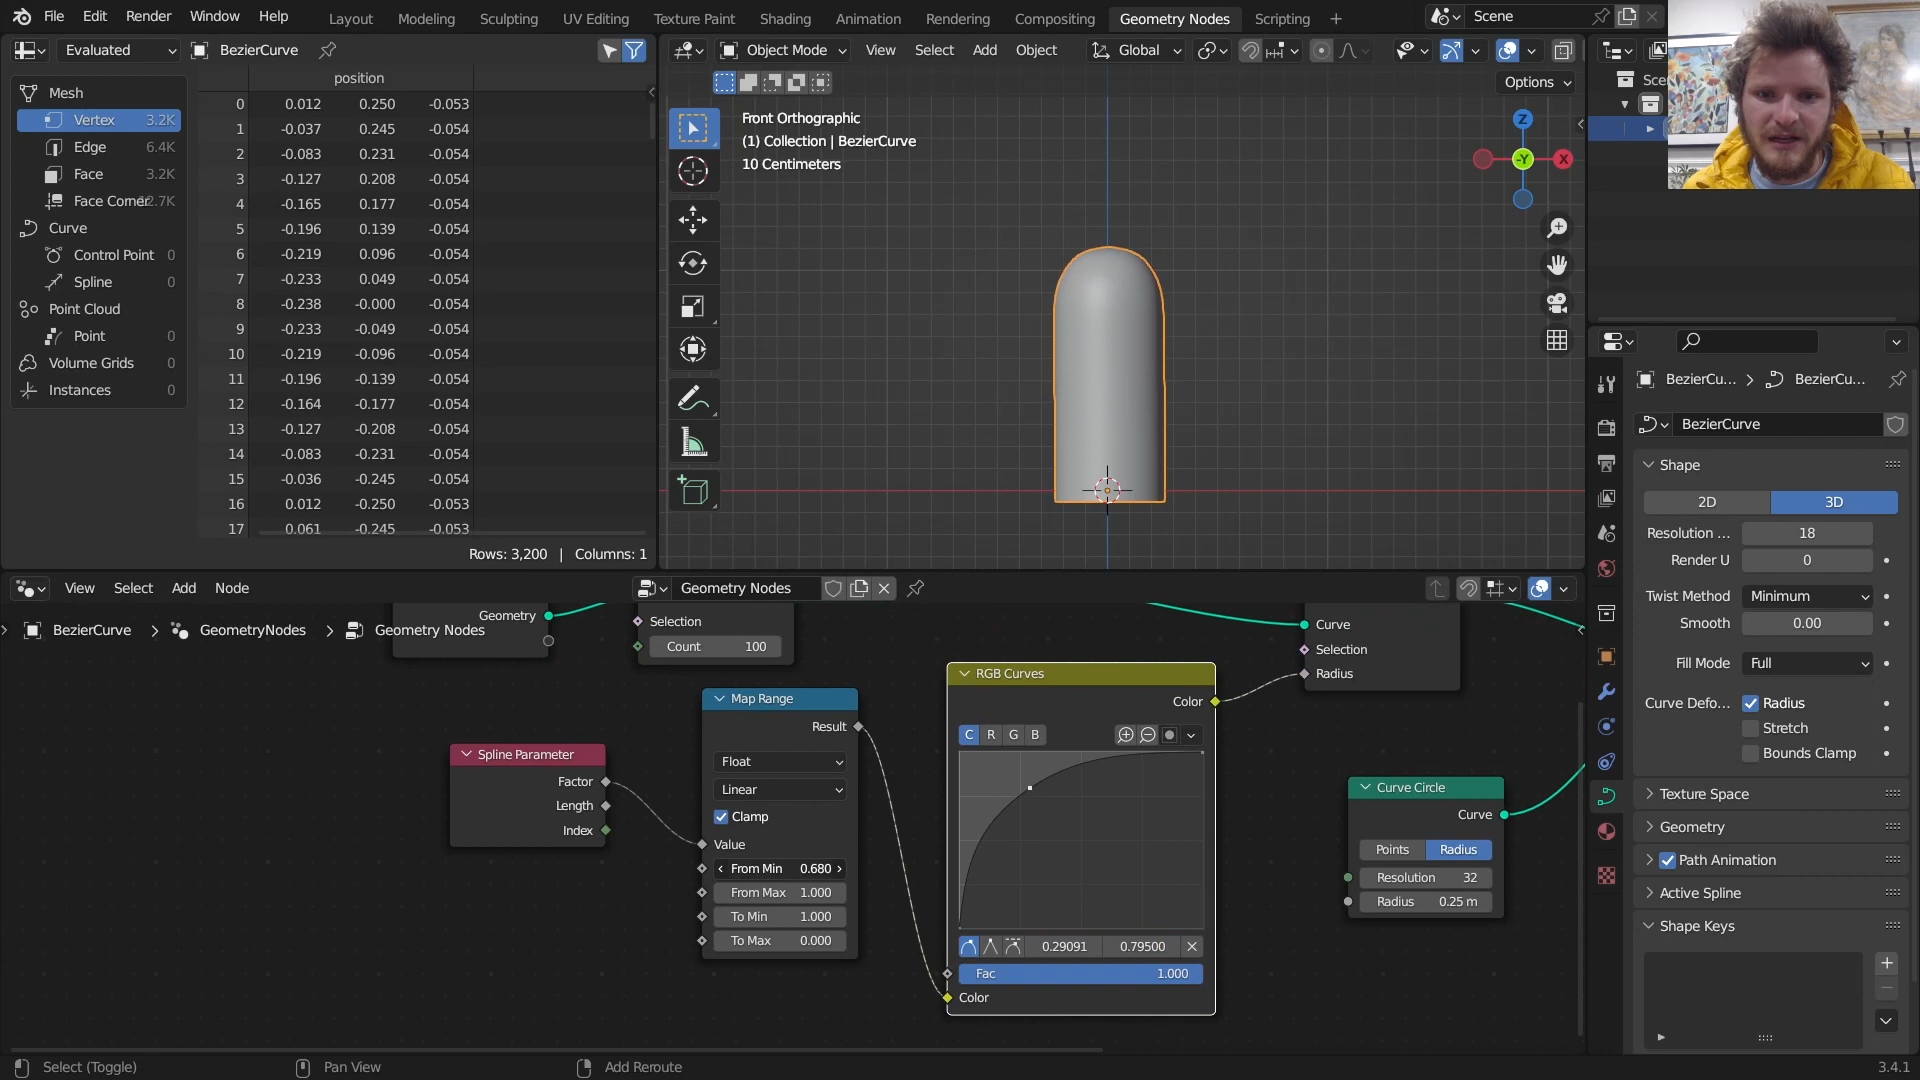 File Edit Render Window Help Layout Modeling Sculpting UV Editing Texture Paint Shading Animation Rendering Compositing Geometry Nodes Scripting + Scene
Evaluated BezierCurve
Object Mode View Select Add Object Global
Options
position
Mesh
Vertex 3.2K
Edge 6.4K
Face 3.2K
Face Corner
Curve
Control Point 0
Spline 0
Point Cloud
Point 0
Volume Grids 0
Instances 0
0 0.012 0.250 -0.053
1 -0.037 0.245 -0.054
2 -0.083 0.231 -0.054
3 -0.127 0.208 -0.054
4 -0.165 0.177 -0.054
5 -0.196 0.139 -0.054
6 -0.219 0.096 -0.054
7 -0.233 0.049 -0.054
8 -0.238 -0.000 -0.054
9 -0.233 -0.049 -0.054
10 -0.219 -0.096 -0.054
11 -0.196 -0.139 -0.054
12 -0.164 -0.177 -0.054
13 -0.127 -0.208 -0.054
14 -0.083 -0.231 -0.054
15 -0.036 -0.245 -0.054
16 0.012 -0.250 -0.053
17 0.061 -0.245 -0.053
Rows: 3,200 | Columns: 1
Front Orthographic
(1) Collection | BezierCurve
10 Centimeters
Z
-Y
X
View Select Add Node Geometry Nodes
BezierCurve > GeometryNodes > Geometry Nodes
Geometry
Selection
Count 100
Spline Parameter
Factor
Length
Index
Map Range
Result
Float
Linear
Clamp
Value
From Min 0.680
From Max 1.000
To Min 1.000
To Max 0.000
RGB Curves
Color
C R G B
0.29091 0.79500
Fac 1.000
Color
Curve
Selection
Radius
Curve Circle
Curve
Points Radius
Resolution 32
Radius 0.25 m
BezierCu... > BezierCu...
BezierCurve
Shape
2D 3D
Resolution ... 18
Render U 0
Twist Method Minimum
Smooth 0.00
Fill Mode Full
Curve Defo... Radius
Stretch
Bounds Clamp
Texture Space
Geometry
Path Animation
Active Spline
Shape Keys
Select (Toggle) Pan View Add Reroute 3.4.1